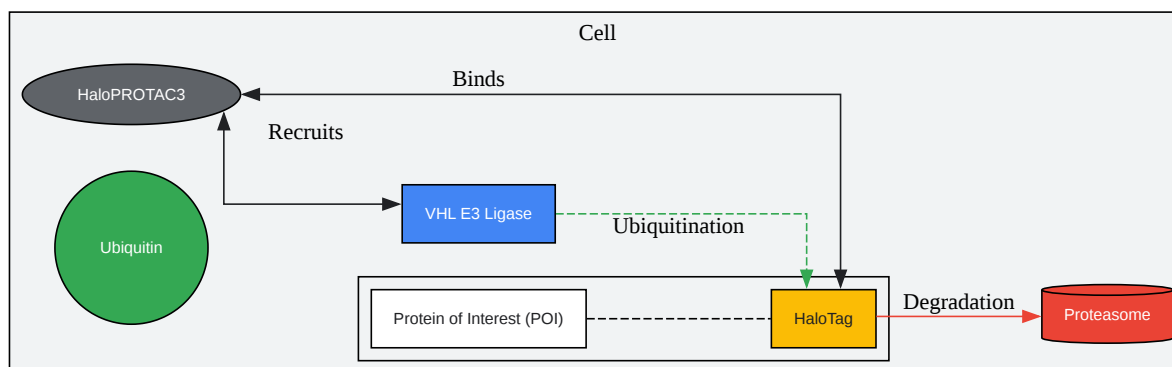 Cell
HaloPROTAC3
Binds
Recruits
VHL E3 Ligase
Ubiquitin
Ubiquitination
Protein of Interest (POI)
HaloTag
Degradation
Proteasome